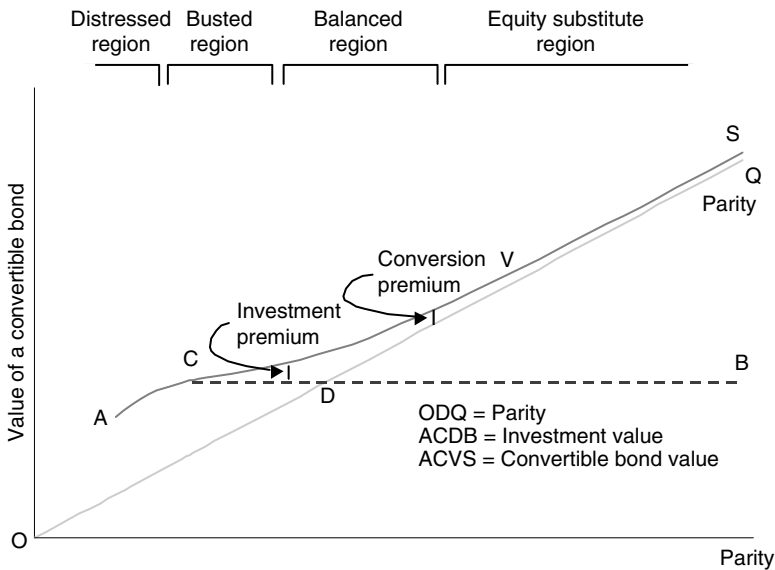 Distressed
region
Busted
region
Balanced
region
Equity substitute
region
Value of a convertible bond
S
Q
Parity
Conversion
premium
V
Investment
premium
C
A
B
D
ODQ = Parity
ACDB = Investment value
ACVS = Convertible bond value
O
Parity